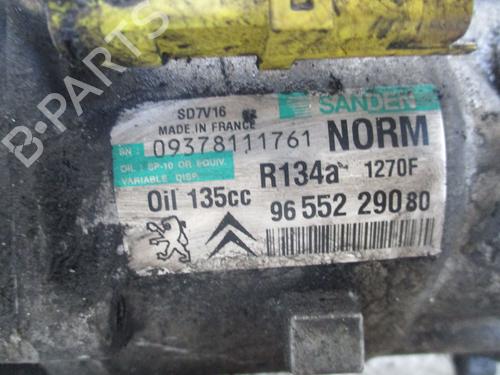 SD7V16
MADE IN FRANCE
SANDEN
SN : 09378111761
NORM
OIL : SP-10 OR EQUIV.
VARIABLE DISP.
R134a 1270F
Oil 135cc
96 552 290 80
B-PARTS